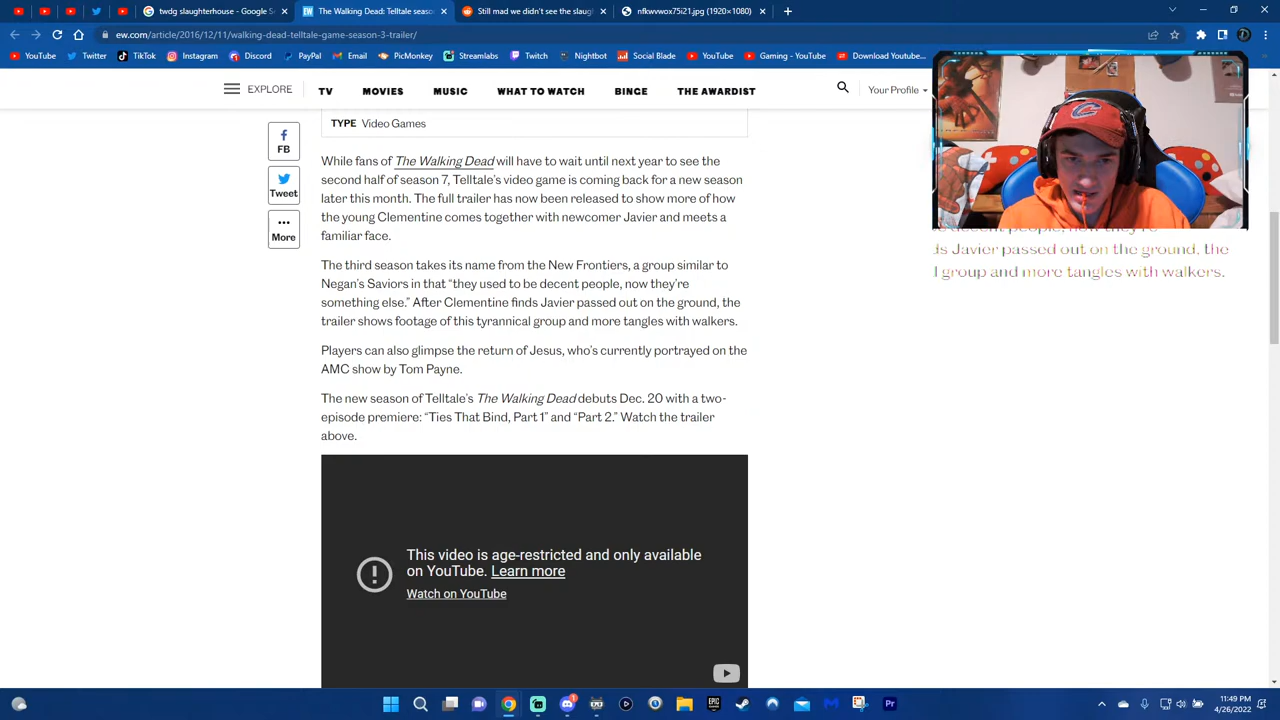 twdg slaughterhouse - Google S
The Walking Dead: Telltale seaso
Still mad we didn't see the slaug
nfkwvwox75i21.jpg (1920×1080)
ew.com/article/2016/12/11/walking-dead-telltale-game-season-3-trailer/
YouTube Twitter TikTok Instagram Discord PayPal Email PicMonkey Streamlabs Twitch Nightbot Social Blade YouTube Gaming - YouTube Download Youtube...
EXPLORE TV MOVIES MUSIC WHAT TO WATCH BINGE THE AWARDIST Your Profile
TYPE Video Games
FB
Tweet
More
While fans of The Walking Dead will have to wait until next year to see the
second half of season 7, Telltale's video game is coming back for a new season
later this month. The full trailer has now been released to show more of how
the young Clementine comes together with newcomer Javier and meets a
familiar face.
The third season takes its name from the New Frontiers, a group similar to
Negan's Saviors in that “they used to be decent people, now they're
something else.” After Clementine finds Javier passed out on the ground, the
trailer shows footage of this tyrannical group and more tangles with walkers.
Players can also glimpse the return of Jesus, who's currently portrayed on the
AMC show by Tom Payne.
The new season of Telltale's The Walking Dead debuts Dec. 20 with a two-
episode premiere: “Ties That Bind, Part 1” and “Part 2.” Watch the trailer
above.
This video is age-restricted and only available
on YouTube. Learn more
Watch on YouTube
ds Javier passed out on the ground, the
l group and more tangles with walkers.
11:49 PM
4/26/2022